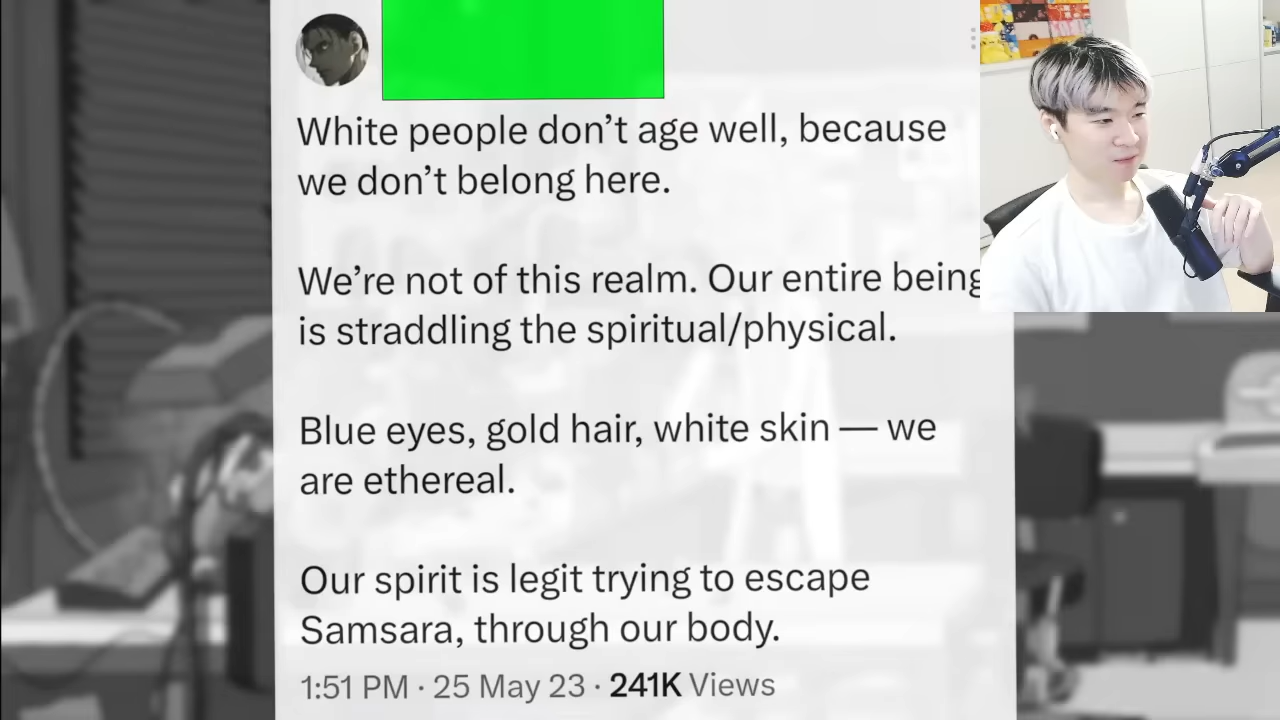 White people don’t age well, because
we don’t belong here.
We’re not of this realm. Our entire being
is straddling the spiritual/physical.
Blue eyes, gold hair, white skin — we
are ethereal.
Our spirit is legit trying to escape
Samsara, through our body.
1:51 PM · 25 May 23 · 241K Views